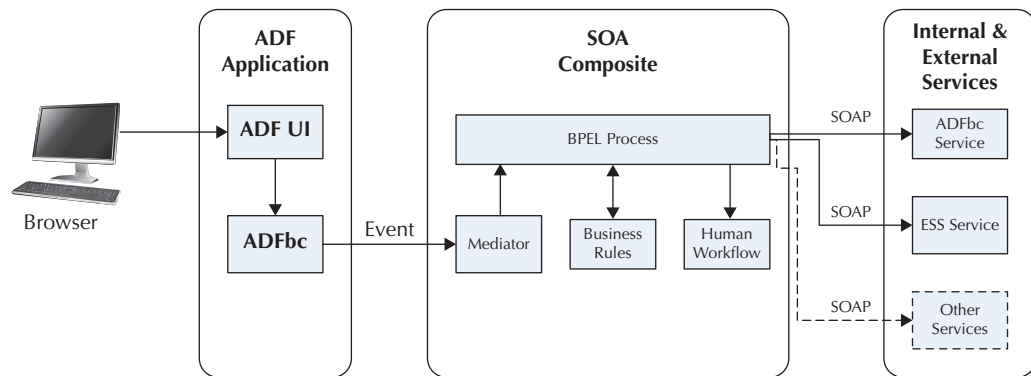 ADF
Application
ADF UI
ADFbc
Browser
Event
SOA
Composite
BPEL Process
Mediator
Business
Rules
Human
Workflow
SOAP
SOAP
SOAP
Internal &
External
Services
ADFbc
Service
ESS Service
Other
Services